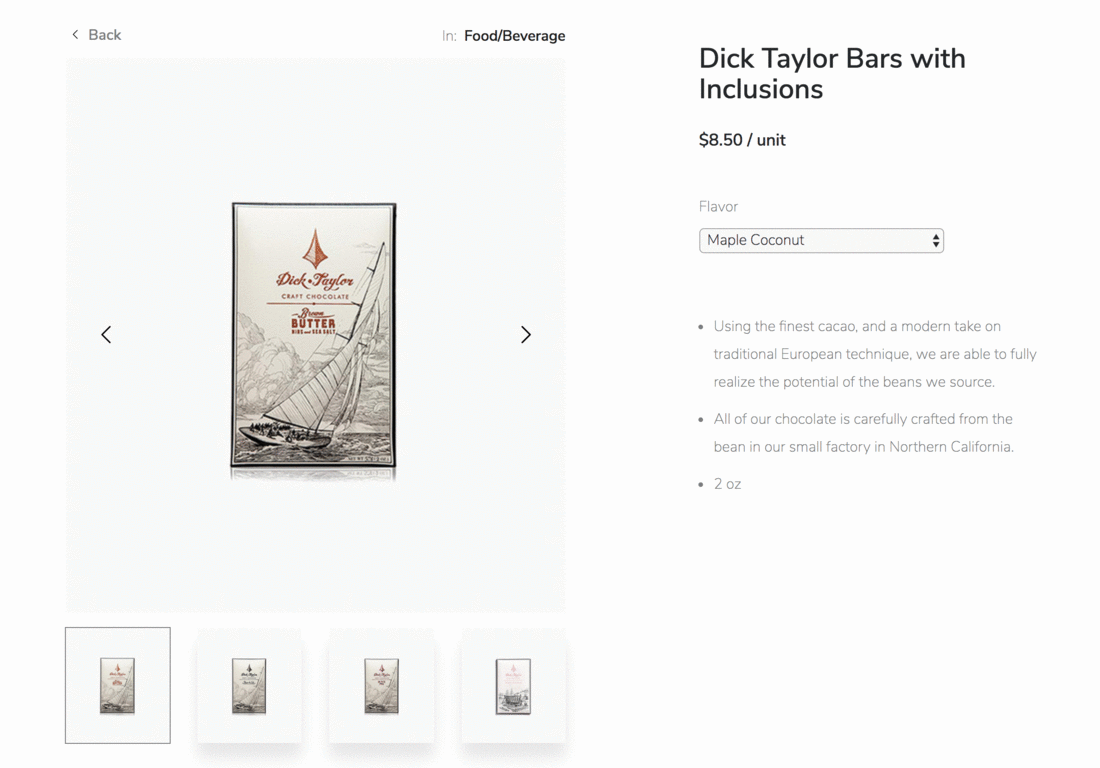 Back
In: Food/Beverage
Dick Taylor Bars with
Inclusions
$8.50 / unit
Flavor
Maple Coconut
Using the finest cacao, and a modern take on
traditional European technique, we are able to fully
realize the potential of the beans we source.
All of our chocolate is carefully crafted from the
bean in our small factory in Northern California.
2 oz
Dick Taylor
CRAFT CHOCOLATE
Brown
BUTTER
NIBS and SEA SALT